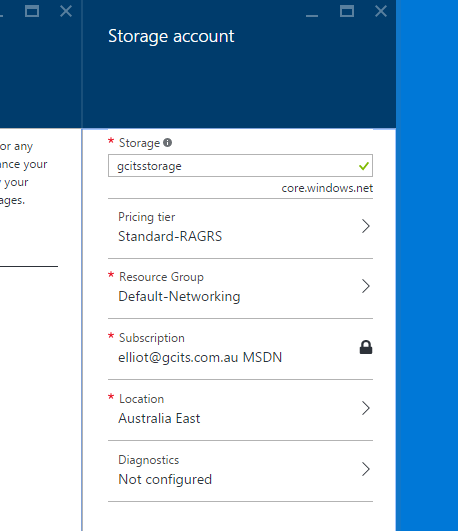 Storage account
or any
ance your
your
ages.
* Storage
gcitsstorage
core.windows.net
Pricing tier
Standard-RAGRS
* Resource Group
Default-Networking
* Subscription
elliot@gcits.com.au MSDN
* Location
Australia East
Diagnostics
Not configured